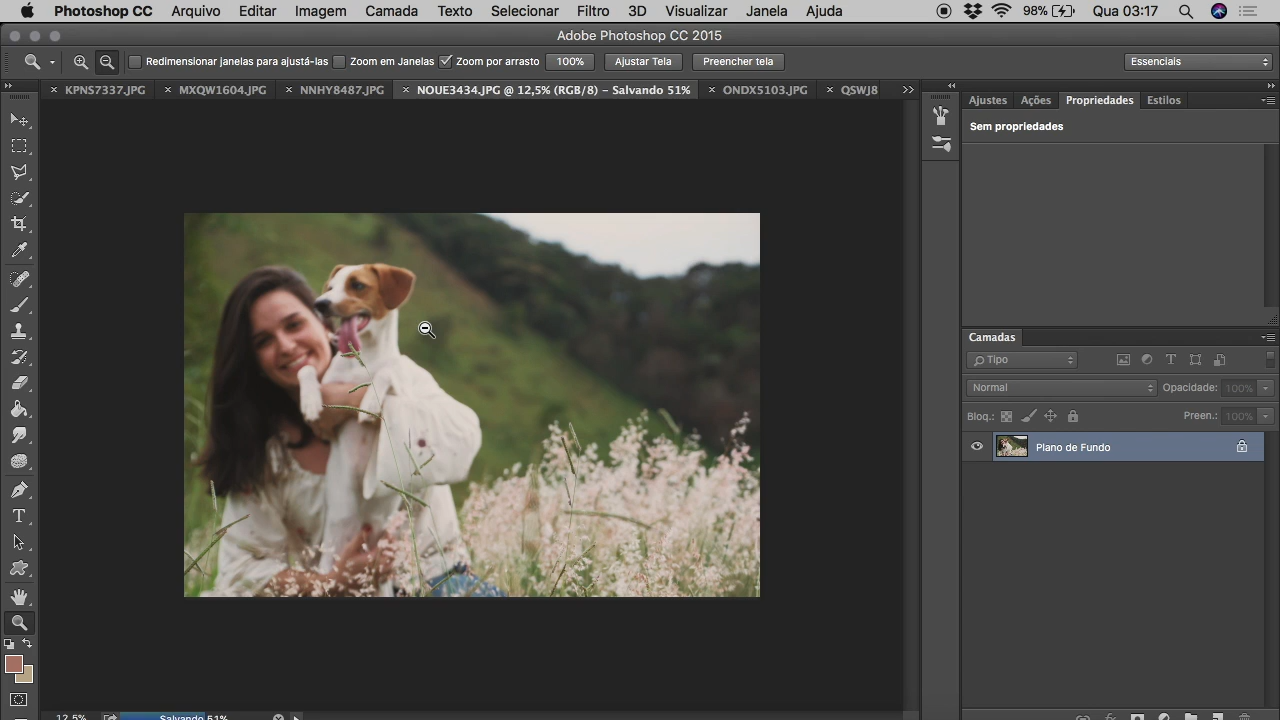 Photoshop CC Arquivo Editar Imagem Camada Texto Selecionar Filtro 3D Visualizar Janela Ajuda 98% Qua 03:17
Adobe Photoshop CC 2015
Redimensionar janelas para ajustá-las Zoom em Janelas Zoom por arrasto 100% Ajustar Tela Preencher tela Essenciais
KPNS7337.JPG MXQW1604.JPG NNHY8487.JPG NOUE3434.JPG @ 12,5% (RGB/8) – Salvando 51% ONDX5103.JPG QSWJ8
Ajustes Ações Propriedades Estilos
Sem propriedades
Camadas
Tipo
Normal Opacidade: 100%
Bloq.: Preen.: 100%
Plano de Fundo
12,5% Salvando 51%